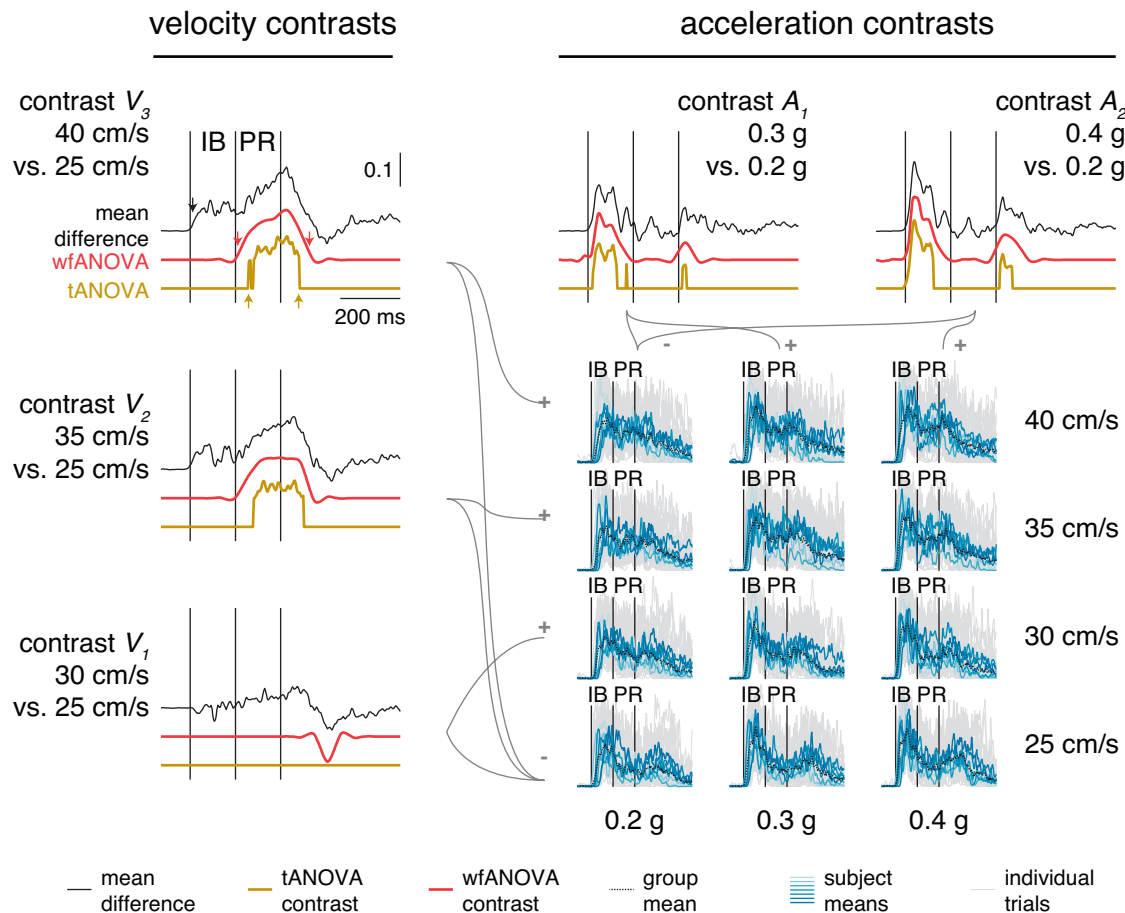 velocity contrasts
acceleration contrasts
contrast V3
40 cm/s
vs. 25 cm/s
IB PR
0.1
mean
difference
wfANOVA
tANOVA
200 ms
contrast A1
0.3 g
vs. 0.2 g
contrast A2
0.4 g
vs. 0.2 g
- + +
contrast V2
35 cm/s
vs. 25 cm/s
contrast V1
30 cm/s
vs. 25 cm/s
+
+
+
-
IB PR IB PR IB PR
40 cm/s
IB PR IB PR IB PR
35 cm/s
IB PR IB PR IB PR
30 cm/s
IB PR IB PR IB PR
25 cm/s
0.2 g 0.3 g 0.4 g
mean
difference
tANOVA
contrast
wfANOVA
contrast
group
mean
subject
means
individual
trials